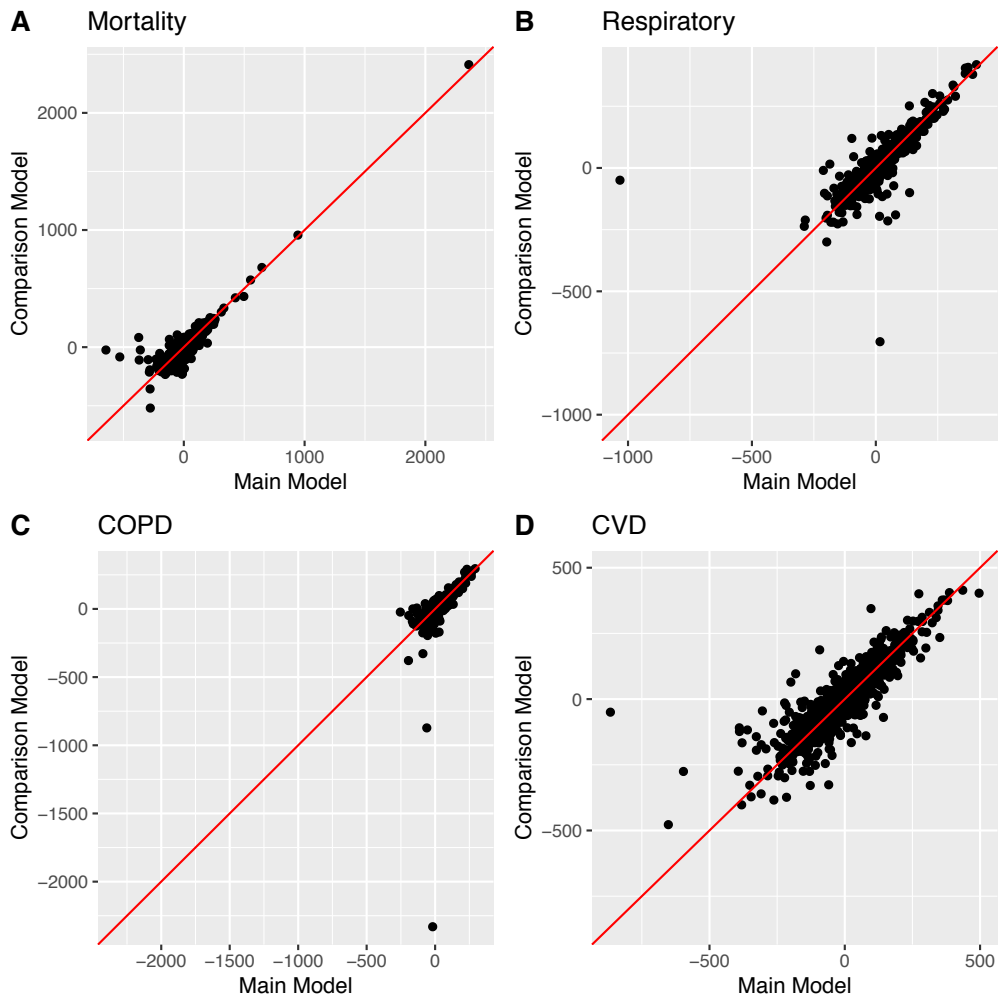 A Mortality
Comparison Model
2000
1000
0
0 1000 2000
Main Model
B Respiratory
Comparison Model
0
−500
−1000
−1000 −500 0
Main Model
C COPD
Comparison Model
0
−500
−1000
−1500
−2000
−2000 −1500 −1000 −500 0
Main Model
D CVD
Comparison Model
500
0
−500
−500 0 500
Main Model